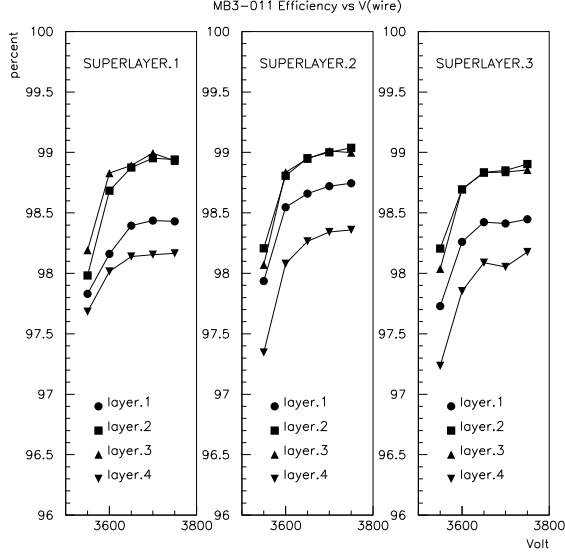 MB3-011 Efficiency vs V(wire)
percent
100
99.5
99
98.5
98
97.5
97
96.5
96
SUPERLAYER.1
layer.1
layer.2
layer.3
layer.4
3600
3800
100
99.5
99
98.5
98
97.5
97
96.5
96
SUPERLAYER.2
layer.1
layer.2
layer.3
layer.4
3600
3800
100
99.5
99
98.5
98
97.5
97
96.5
96
SUPERLAYER.3
layer.1
layer.2
layer.3
layer.4
3600
3800
Volt